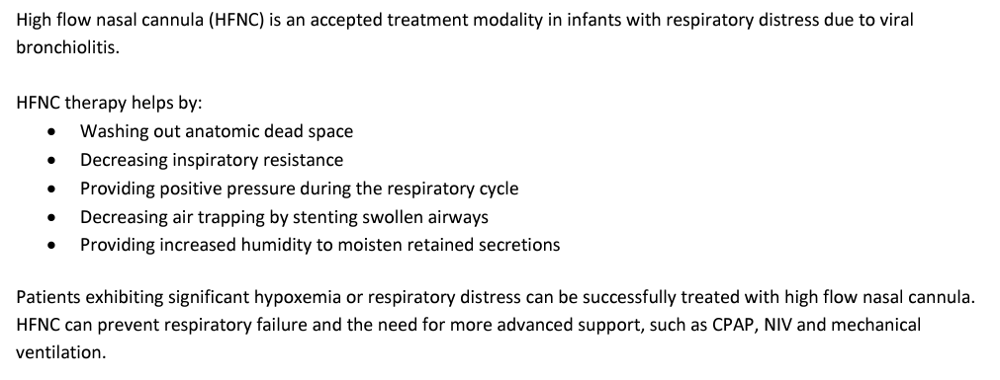 High flow nasal cannula (HFNC) is an accepted treatment modality in infants with respiratory distress due to viral
bronchiolitis.
HFNC therapy helps by:
• Washing out anatomic dead space
• Decreasing inspiratory resistance
• Providing positive pressure during the respiratory cycle
• Decreasing air trapping by stenting swollen airways
• Providing increased humidity to moisten retained secretions
Patients exhibiting significant hypoxemia or respiratory distress can be successfully treated with high flow nasal cannula.
HFNC can prevent respiratory failure and the need for more advanced support, such as CPAP, NIV and mechanical
ventilation.